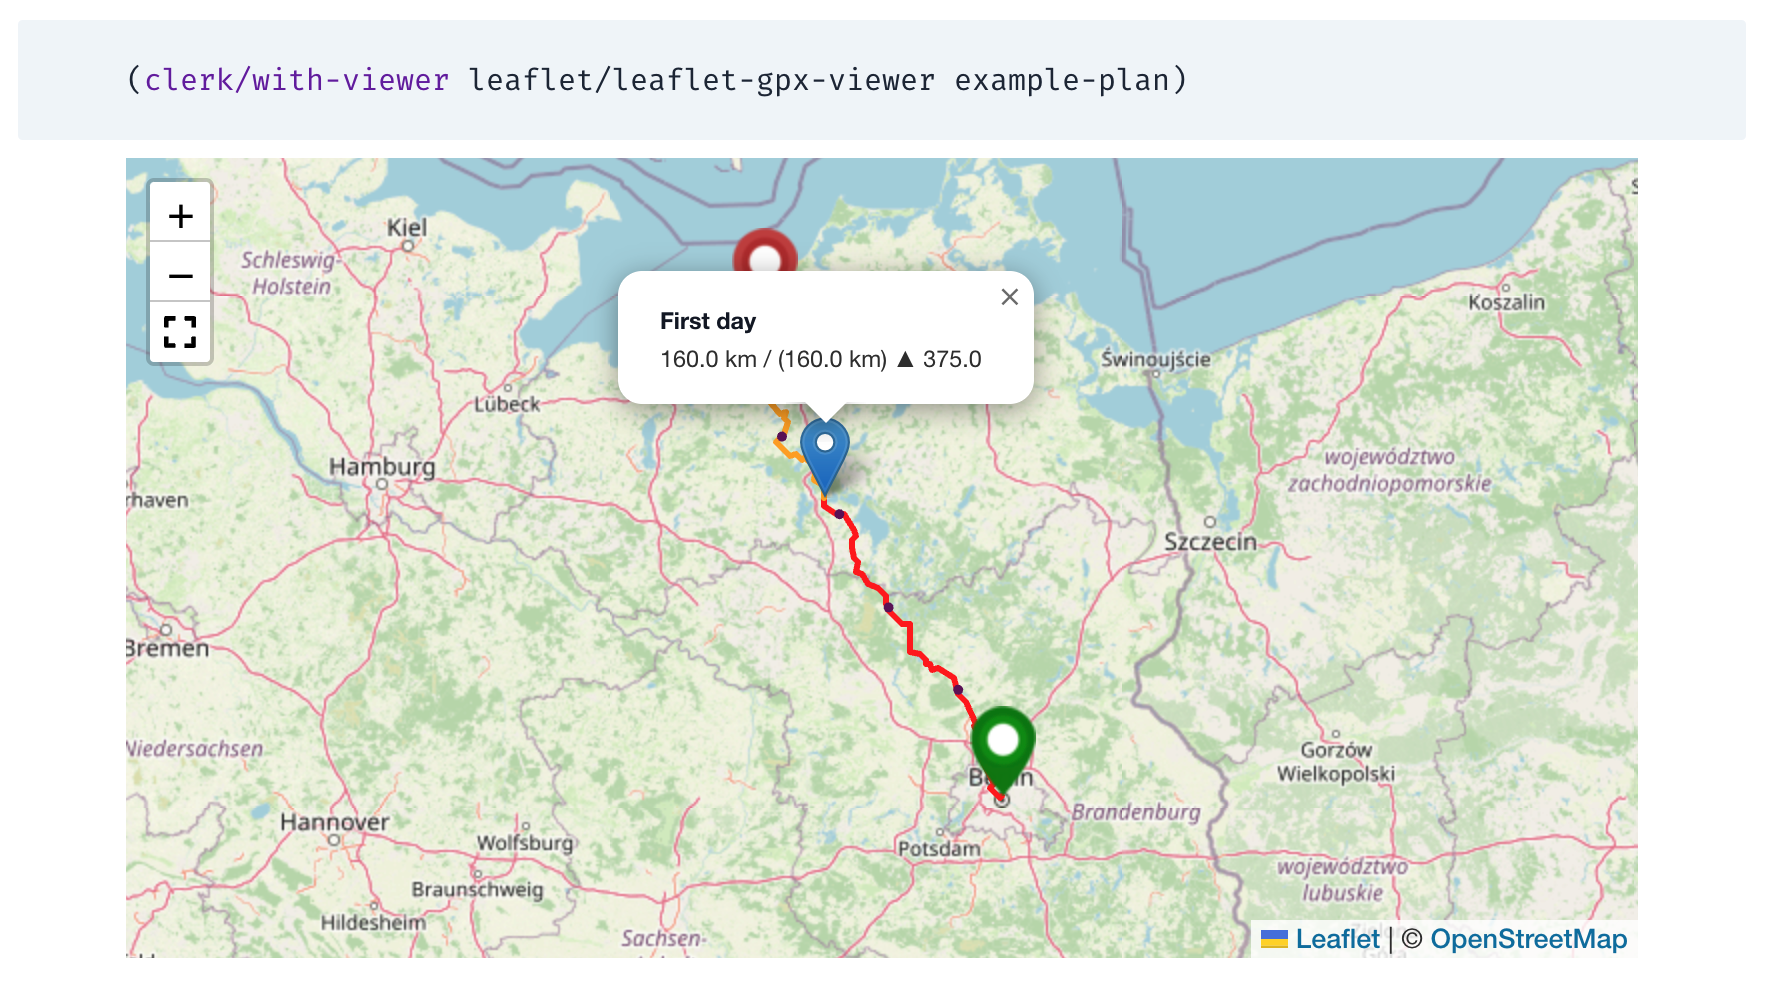 (clerk/with-viewer leaflet/leaflet-gpx-viewer example-plan)
+
−
Kiel
Schleswig-
Holstein
Koszalin
×
First day
160.0 km / (160.0 km) ▲ 375.0
Świnoujście
Lübeck
Hamburg
rhaven
województwo
zachodniopomorskie
Szczecin
Bremen
Niedersachsen
Gorzów
Wielkopolski
Brandenburg
Hannover
Wolfsburg
Potsdam
województwo
lubuskie
Braunschweig
Hildesheim
Sachsen-
Leaflet | © OpenStreetMap